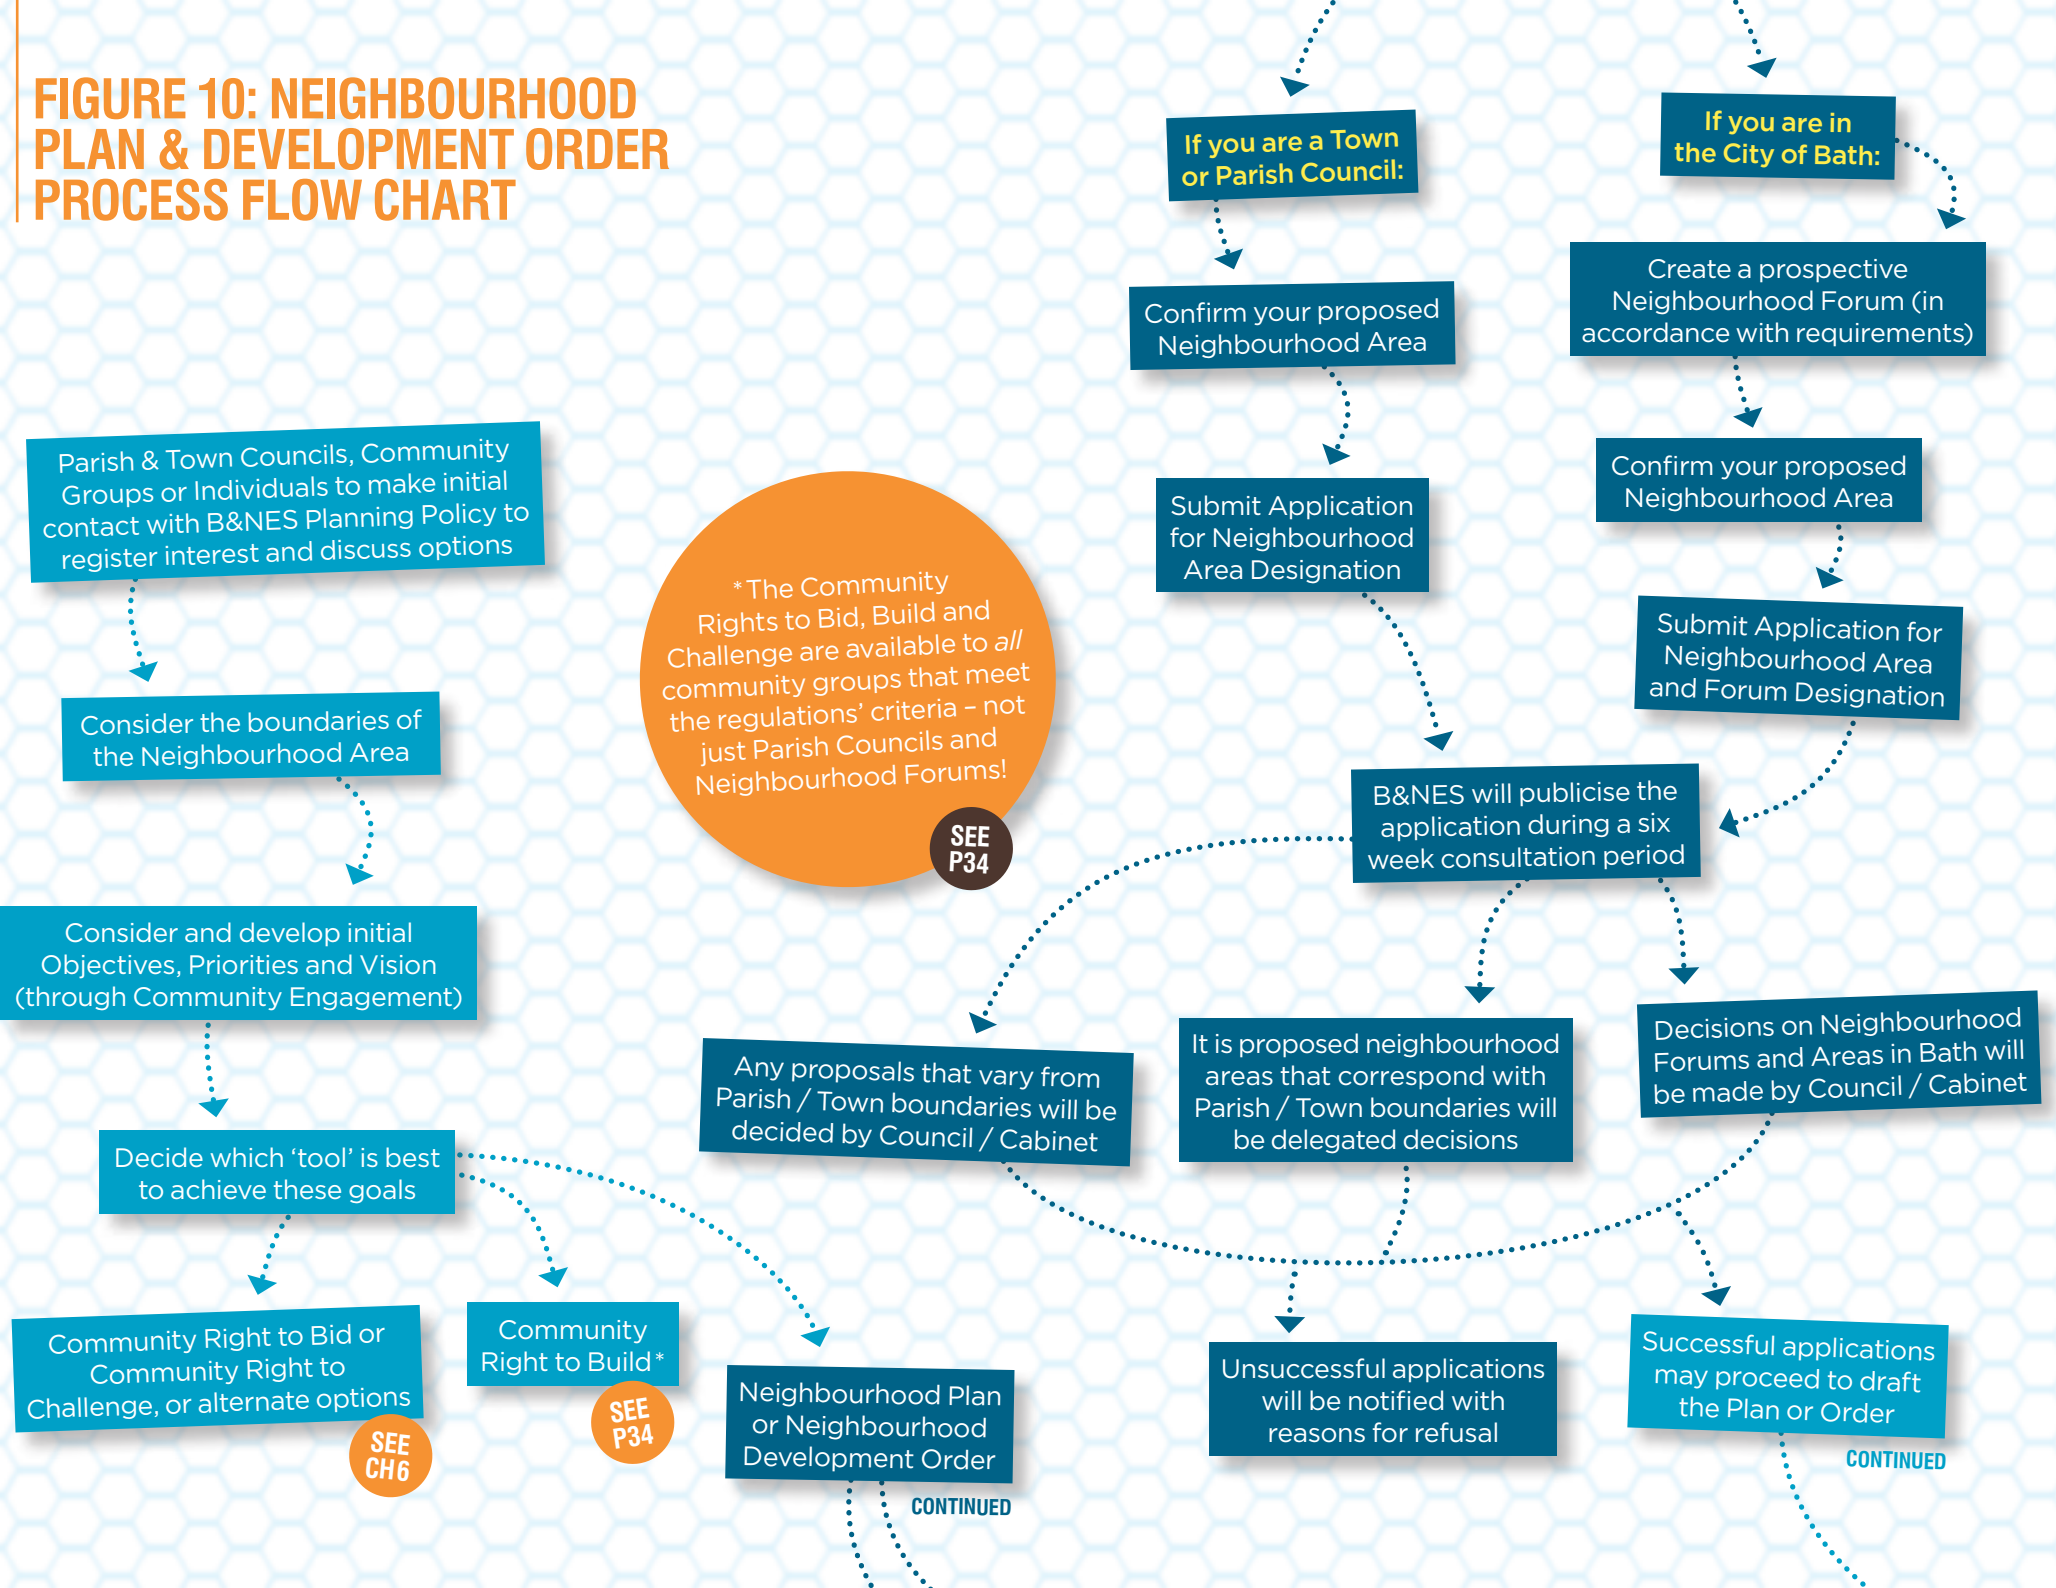 FIGURE 10: NEIGHBOURHOOD
PLAN & DEVELOPMENT ORDER
PROCESS FLOW CHART
Parish & Town Councils, Community
Groups or Individuals to make initial
contact with B&NES Planning Policy to
register interest and discuss options
Consider the boundaries of
the Neighbourhood Area
Consider and develop initial
Objectives, Priorities and Vision
(through Community Engagement)
Decide which ‘tool’ is best
to achieve these goals
Community Right to Bid or
Community Right to
Challenge, or alternate options
SEE
CH6
Community
Right to Build*
SEE
P34
Neighbourhood Plan
or Neighbourhood
Development Order
CONTINUED
*The Community
Rights to Bid, Build and
Challenge are available to all
community groups that meet
the regulations’ criteria – not
just Parish Councils and
Neighbourhood Forums!
SEE
P34
If you are a Town
or Parish Council:
Confirm your proposed
Neighbourhood Area
Submit Application
for Neighbourhood
Area Designation
If you are in
the City of Bath:
Create a prospective
Neighbourhood Forum (in
accordance with requirements)
Confirm your proposed
Neighbourhood Area
Submit Application for
Neighbourhood Area
and Forum Designation
B&NES will publicise the
application during a six
week consultation period
Any proposals that vary from
Parish / Town boundaries will be
decided by Council / Cabinet
It is proposed neighbourhood
areas that correspond with
Parish / Town boundaries will
be delegated decisions
Decisions on Neighbourhood
Forums and Areas in Bath will
be made by Council / Cabinet
Unsuccessful applications
will be notified with
reasons for refusal
Successful applications
may proceed to draft
the Plan or Order
CONTINUED